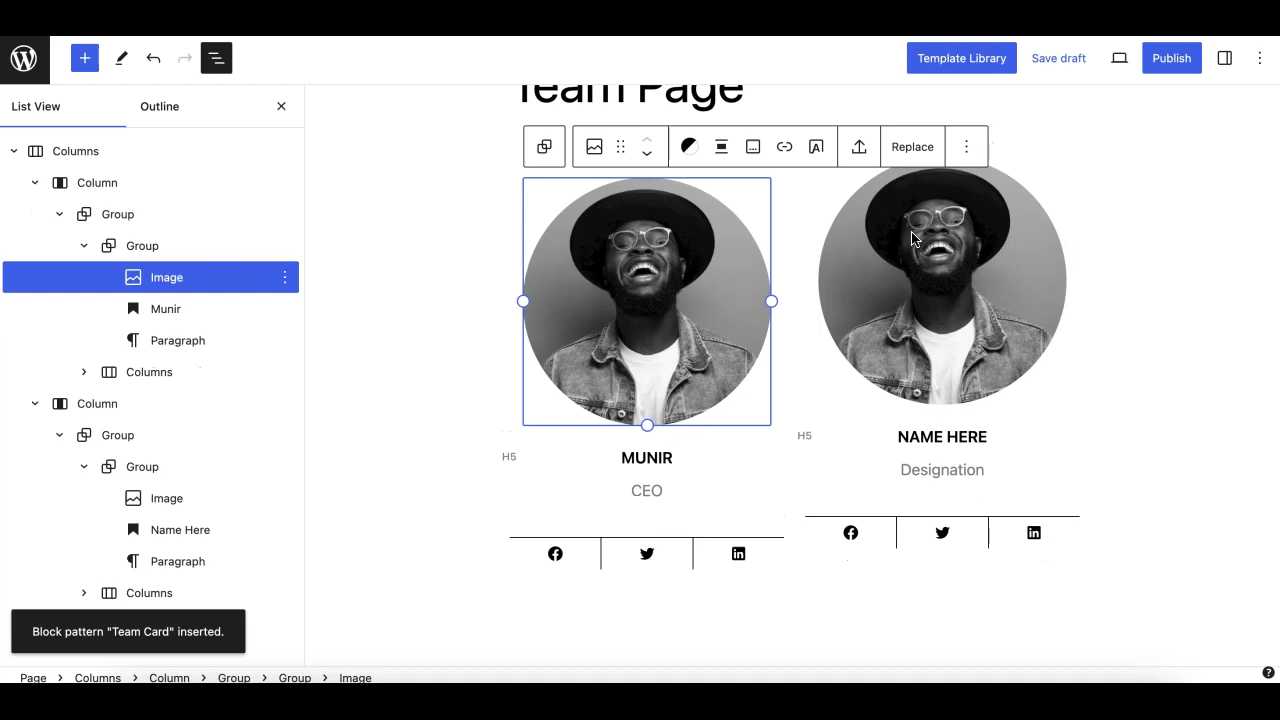 Template Library
Save draft
Publish
List View
Outline
Team Page
Columns
Column
Group
Group
Image
Munir
Paragraph
Columns
Column
Group
Group
Image
Name Here
Paragraph
Columns
Replace
H5
MUNIR
CEO
H5
NAME HERE
Designation
Block pattern "Team Card" inserted.
Page > Columns > Column > Group > Group > Image